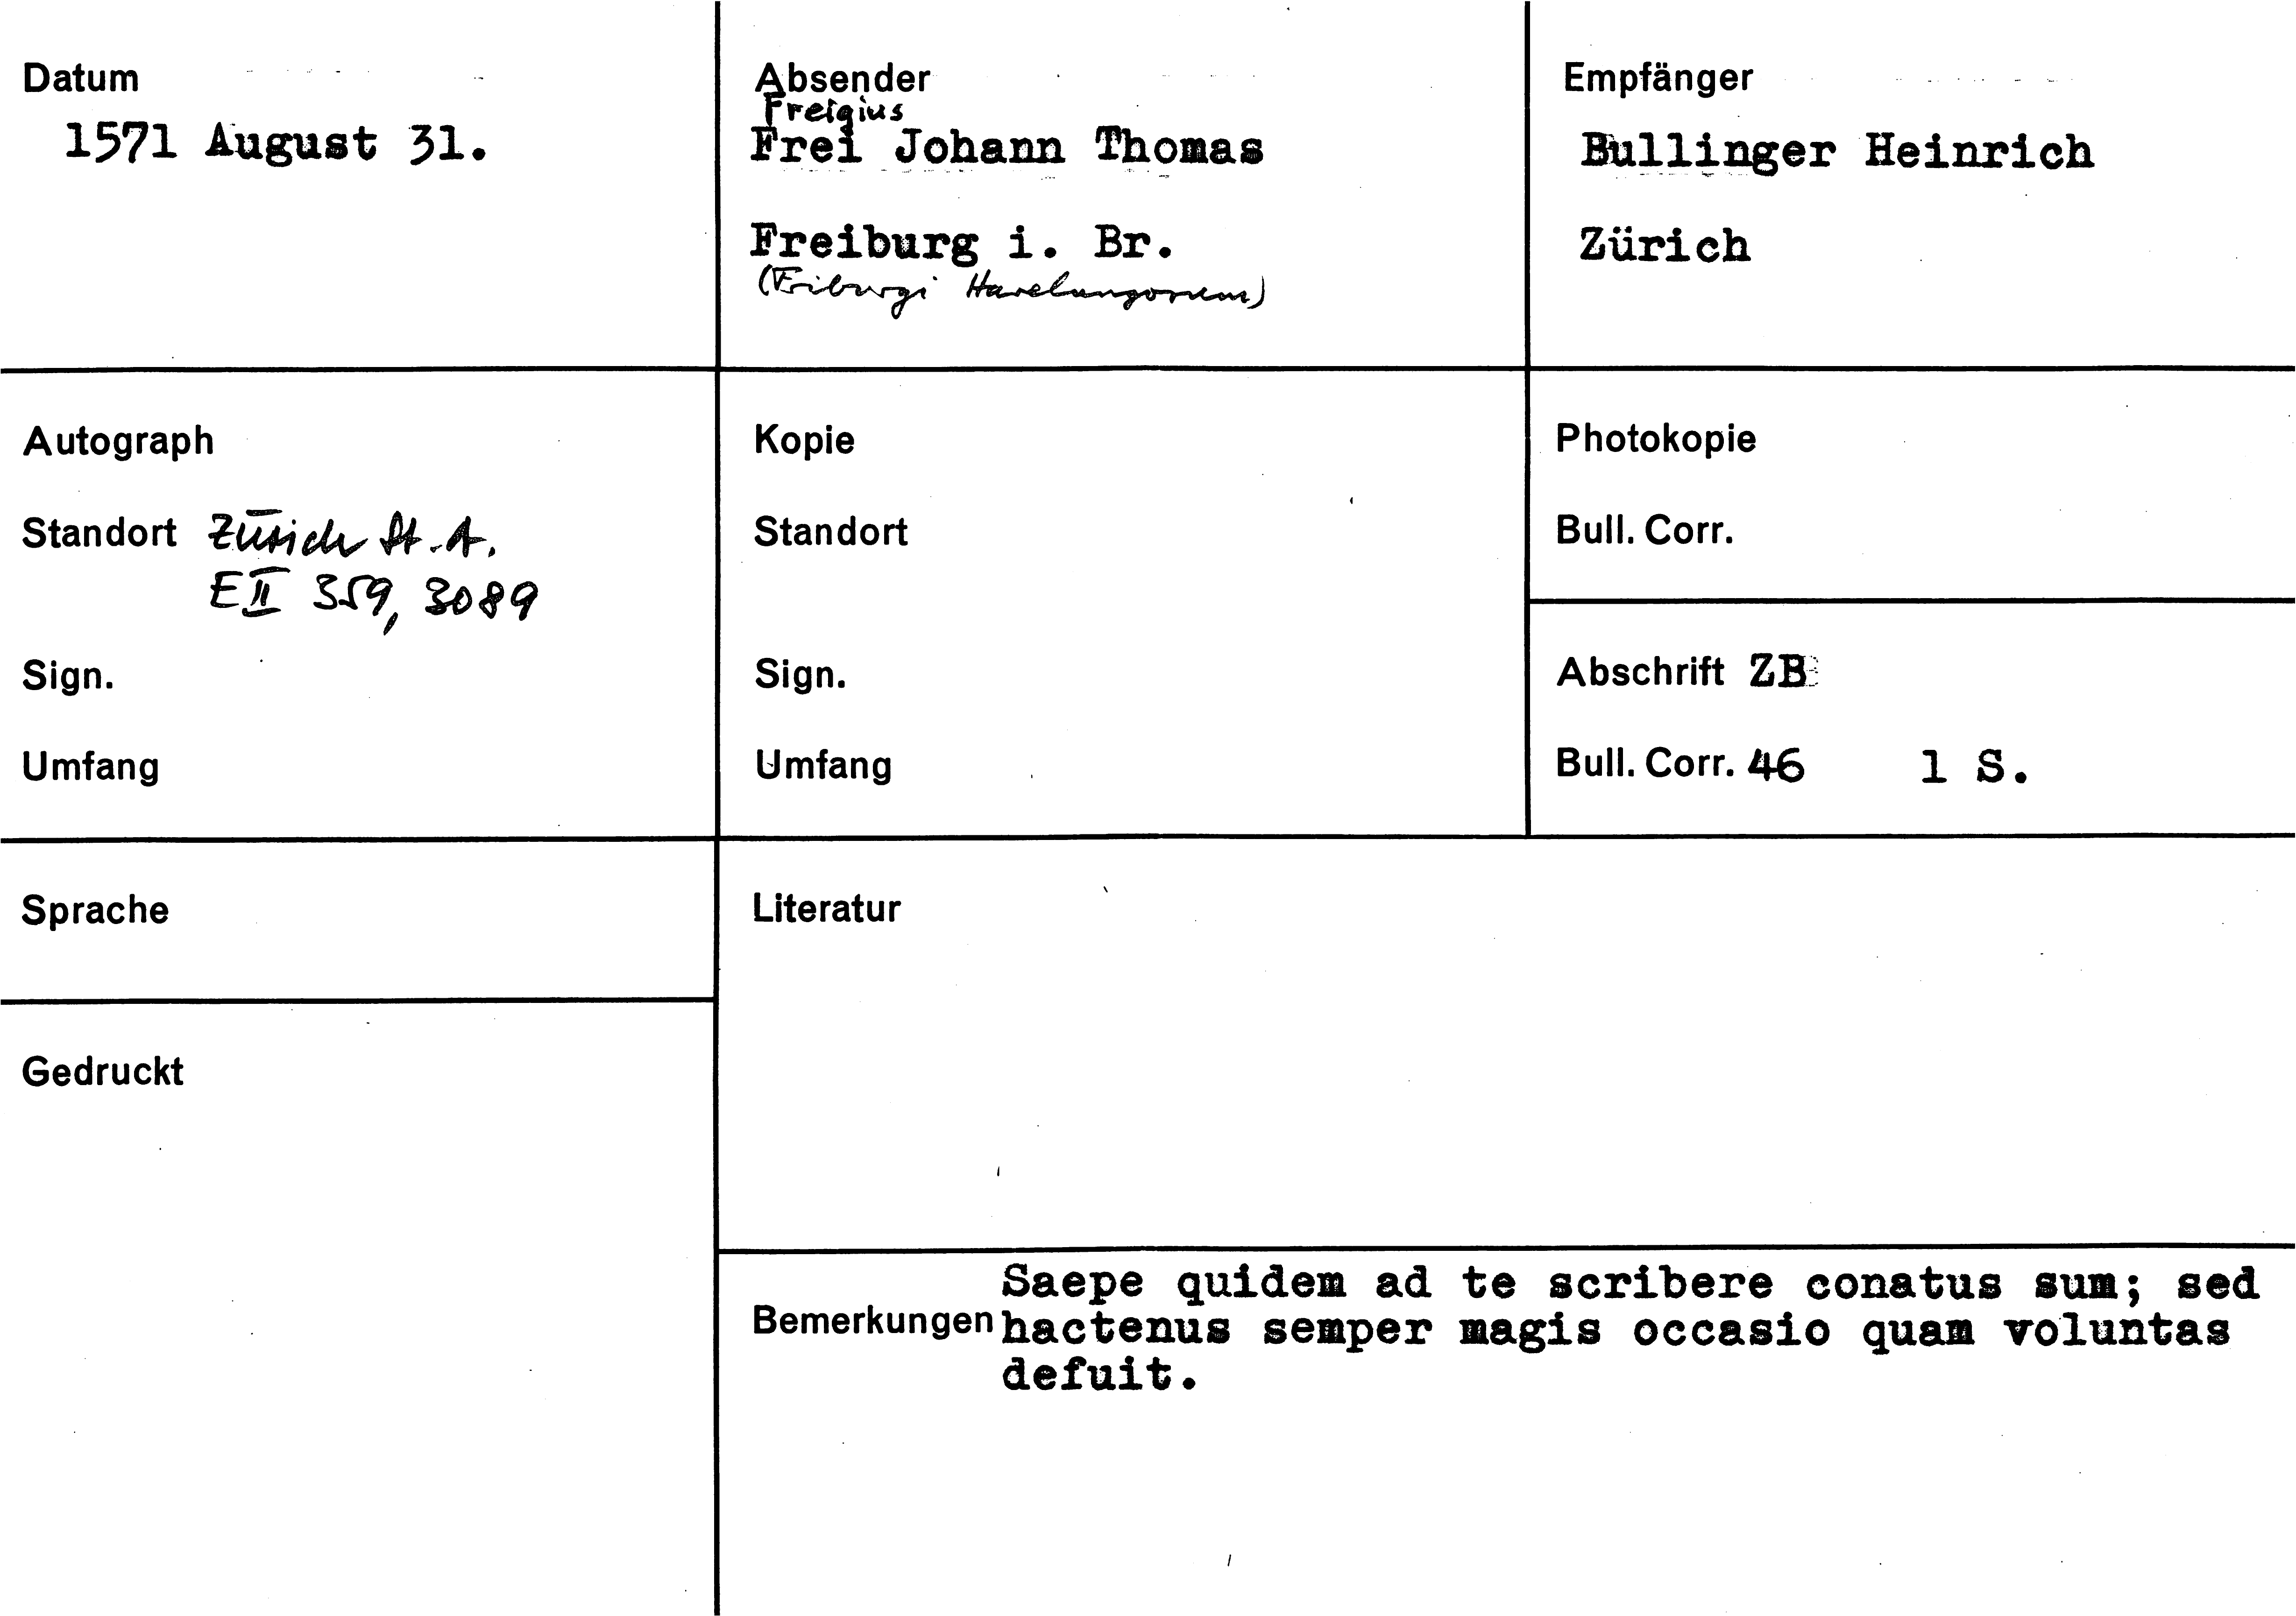 Datum
1571 August 31.
Absender
Freigius
Frei Johann Thomas
Freiburg i. Br.
(Friburgi Havelangorum)
Empfänger
Bullinger Heinrich
Zürich
Autograph
Standort Zürich St. A.
E II 359, 3089
Sign.
Umfang
Kopie
Standort
Sign.
Umfang
Photokopie
Bull. Corr.
Abschrift ZB
Bull. Corr. 46 1 S.
Sprache
Literatur
Gedruckt
Bemerkungen
Saepe quidem ad te scribere conatus sum; sed
hactenus semper magis occasio quam voluntas
defuit.